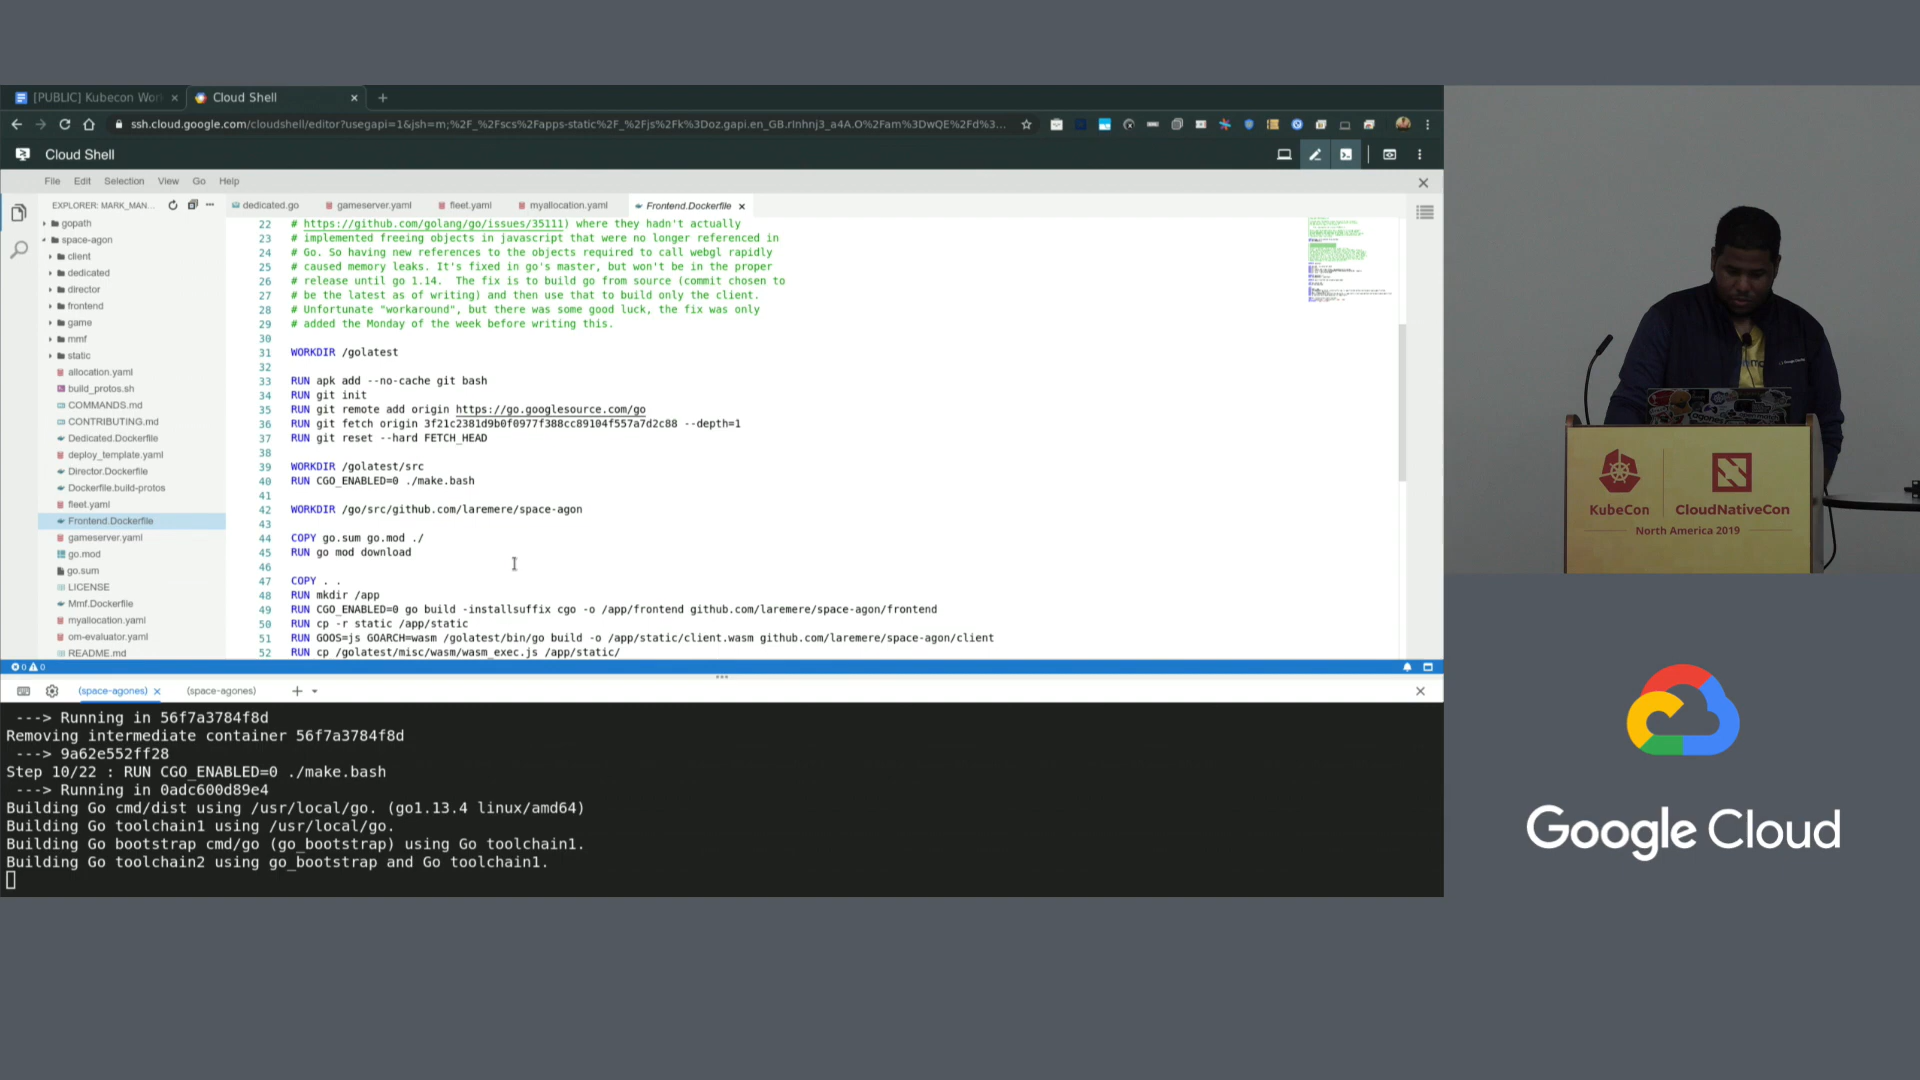 [PUBLIC] Kubecon Wor
Cloud Shell
ssh.cloud.google.com/cloudshell/editor?usegapi=1&jsh=m;%2F_%2Fscs%2Fapps-static%2F_%2Fjs%2Fk%3Doz.gapi.en_GB.rlnhnj3_a4A.O%2Fam%3DwQE%2Fd%3...
Cloud Shell
File Edit Selection View Go Help
EXPLORER: MARK_MAN...
dedicated.go gameserver.yaml fleet.yaml myallocation.yaml Frontend.Dockerfile
gopath
space-agon
client
dedicated
director
frontend
game
mmf
static
allocation.yaml
build_protos.sh
COMMANDS.md
CONTRIBUTING.md
Dedicated.Dockerfile
deploy_template.yaml
Director.Dockerfile
Dockerfile.build-protos
fleet.yaml
Frontend.Dockerfile
gameserver.yaml
go.mod
go.sum
LICENSE
Mmf.Dockerfile
myallocation.yaml
om-evaluator.yaml
README.md
22 # https://github.com/golang/go/issues/35111) where they hadn't actually
23 # implemented freeing objects in javascript that were no longer referenced in
24 # Go. So having new references to the objects required to call webgl rapidly
25 # caused memory leaks. It's fixed in go's master, but won't be in the proper
26 # release until go 1.14.  The fix is to build go from source (commit chosen to
27 # be the latest as of writing) and then use that to build only the client.
28 # Unfortunate "workaround", but there was some good luck, the fix was only
29 # added the Monday of the week before writing this.
30
31 WORKDIR /golatest
32
33 RUN apk add --no-cache git bash
34 RUN git init
35 RUN git remote add origin https://go.googlesource.com/go
36 RUN git fetch origin 3f21c2381d9b0f0977f388cc89104f557a7d2c88 --depth=1
37 RUN git reset --hard FETCH_HEAD
38
39 WORKDIR /golatest/src
40 RUN CGO_ENABLED=0 ./make.bash
41
42 WORKDIR /go/src/github.com/laremere/space-agon
43
44 COPY go.sum go.mod ./
45 RUN go mod download
46
47 COPY . .
48 RUN mkdir /app
49 RUN CGO_ENABLED=0 go build -installsuffix cgo -o /app/frontend github.com/laremere/space-agon/frontend
50 RUN cp -r static /app/static
51 RUN GOOS=js GOARCH=wasm /golatest/bin/go build -o /app/static/client.wasm github.com/laremere/space-agon/client
52 RUN cp /golatest/misc/wasm/wasm_exec.js /app/static/
0 0
(space-agones) (space-agones)
---> Running in 56f7a3784f8d
Removing intermediate container 56f7a3784f8d
---> 9a62e552ff28
Step 10/22 : RUN CGO_ENABLED=0 ./make.bash
---> Running in 0adc600d89e4
Building Go cmd/dist using /usr/local/go. (go1.13.4 linux/amd64)
Building Go toolchain1 using /usr/local/go.
Building Go bootstrap cmd/go (go_bootstrap) using Go toolchain1.
Building Go toolchain2 using go_bootstrap and Go toolchain1.
KubeCon CloudNativeCon
North America 2019
Google Cloud